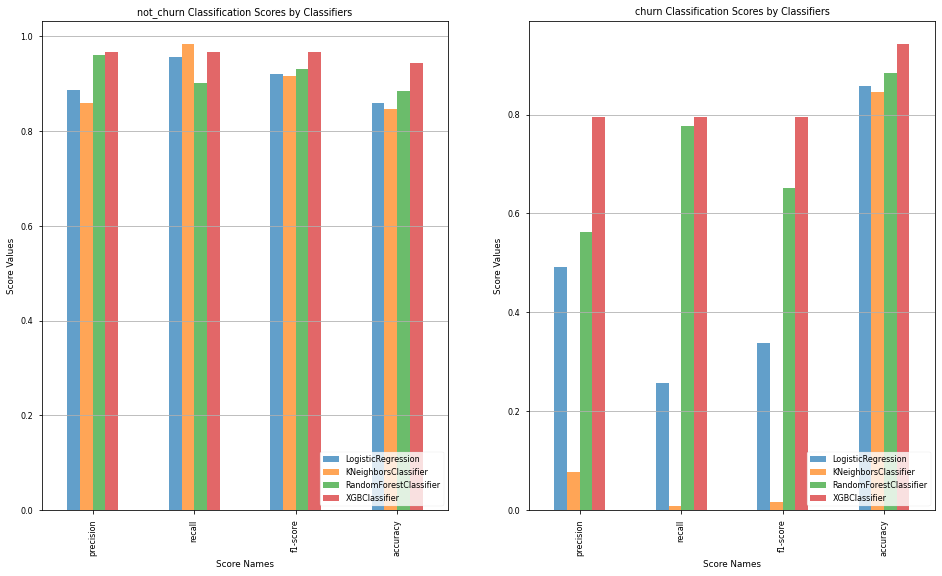 not_churn Classification Scores by Classifiers
Score Values
1.0
0.8
0.6
0.4
0.2
0.0
LogisticRegression
KNeighborsClassifier
RandomForestClassifier
XGBClassifier
precision
recall
f1-score
accuracy
Score Names
churn Classification Scores by Classifiers
Score Values
0.8
0.6
0.4
0.2
0.0
LogisticRegression
KNeighborsClassifier
RandomForestClassifier
XGBClassifier
precision
recall
f1-score
accuracy
Score Names